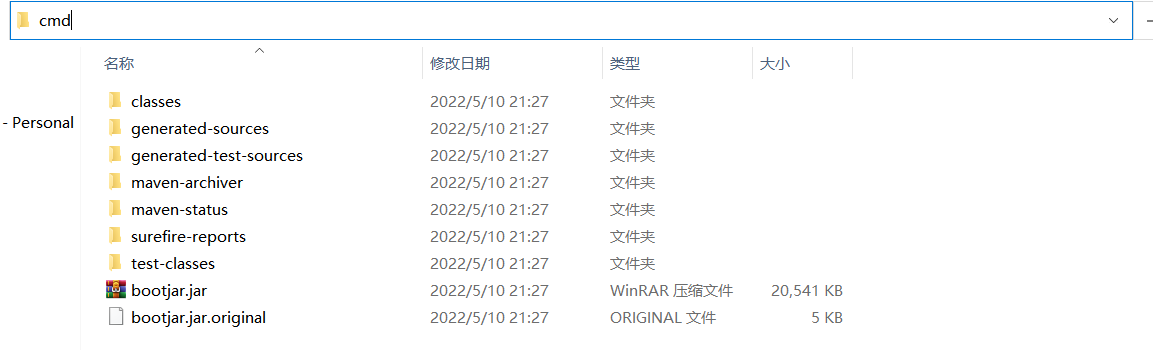 cmd
名称 修改日期 类型 大小
- Personal
classes 2022/5/10 21:27 文件夹
generated-sources 2022/5/10 21:27 文件夹
generated-test-sources 2022/5/10 21:27 文件夹
maven-archiver 2022/5/10 21:27 文件夹
maven-status 2022/5/10 21:27 文件夹
surefire-reports 2022/5/10 21:27 文件夹
test-classes 2022/5/10 21:27 文件夹
bootjar.jar 2022/5/10 21:27 WinRAR 压缩文件 20,541 KB
bootjar.jar.original 2022/5/10 21:27 ORIGINAL 文件 5 KB